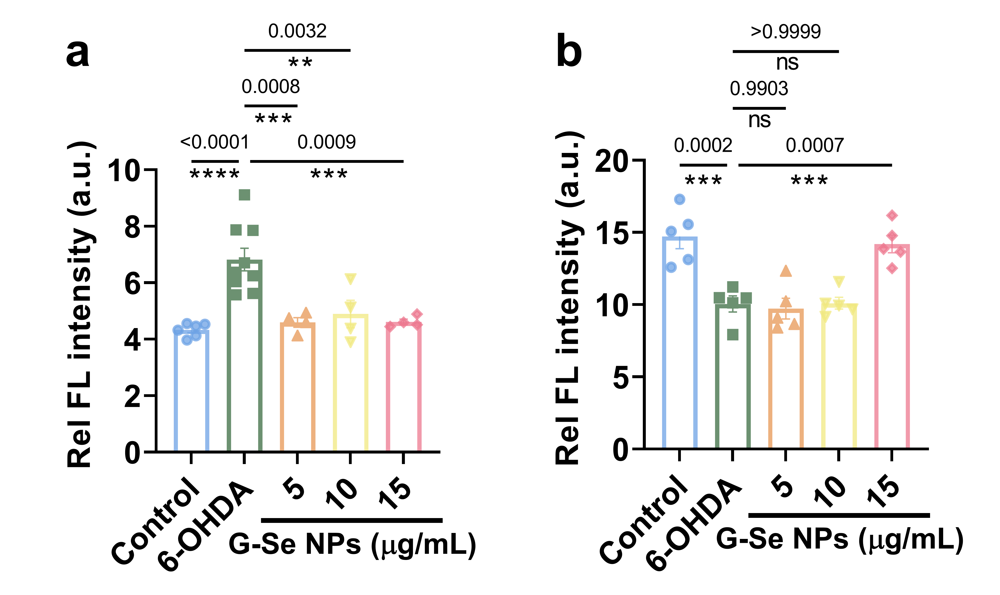 a
0.0032
**
0.0008
***
<0.0001
0.0009
****
***
Rel FL intensity (a.u.)
10
8
6
4
2
0
Control
6-OHDA
5
10
15
G-Se NPs (μg/mL)
b
>0.9999
ns
0.9903
ns
0.0002
0.0007
***
***
Rel FL intensity (a.u.)
20
15
10
5
0
Control
6-OHDA
5
10
15
G-Se NPs (μg/mL)